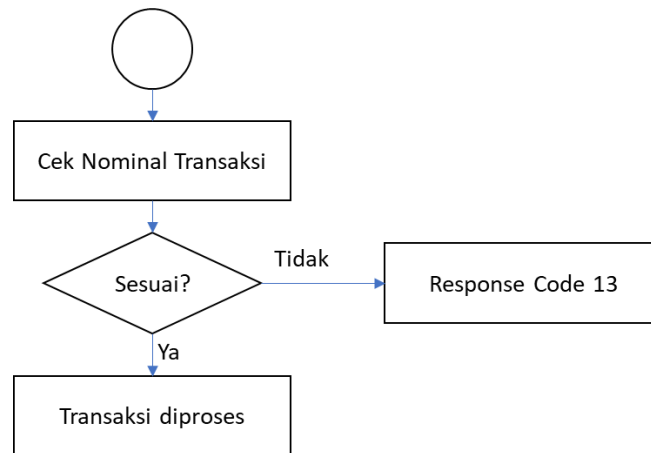 Cek Nominal Transaksi
Sesuai?
Tidak
Response Code 13
Ya
Transaksi diproses